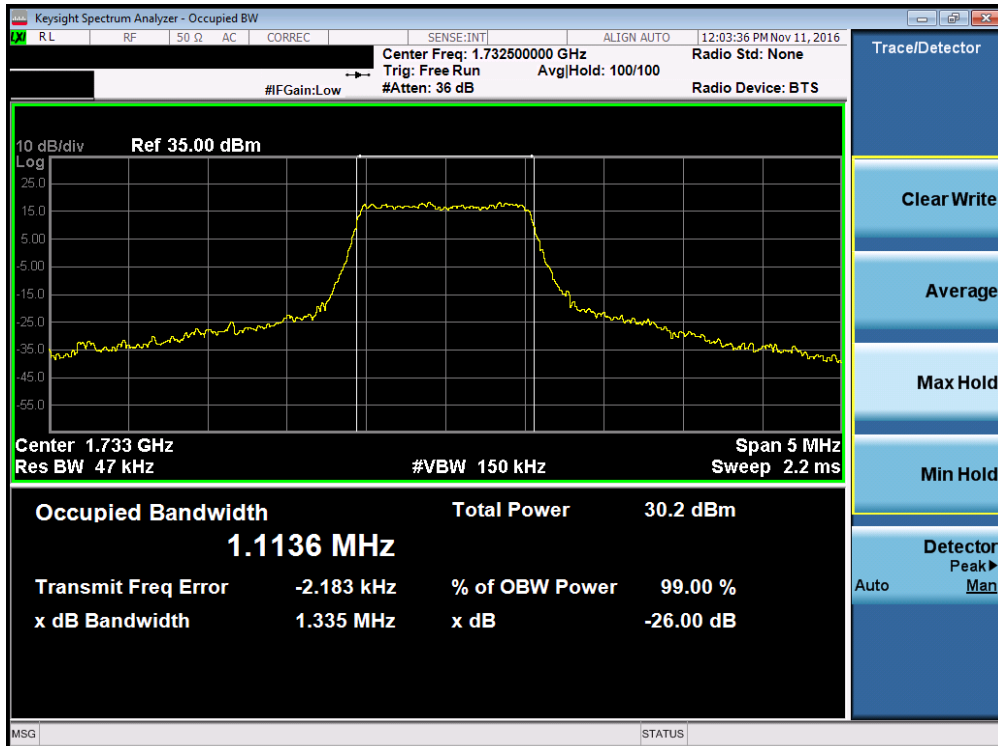 Keysight Spectrum Analyzer - Occupied BW
LXI RL RF 50 Ω AC CORREC SENSE:INT ALIGN AUTO 12:03:36 PM Nov 11, 2016
Center Freq: 1.732500000 GHz Radio Std: None
Trig: Free Run Avg|Hold: 100/100
#IFGain:Low #Atten: 36 dB Radio Device: BTS
10 dB/div Ref 35.00 dBm
Log
25.0
15.0
5.00
-5.00
-15.0
-25.0
-35.0
-45.0
-55.0
Center 1.733 GHz Span 5 MHz
Res BW 47 kHz #VBW 150 kHz Sweep 2.2 ms
Occupied Bandwidth Total Power 30.2 dBm
1.1136 MHz
Transmit Freq Error -2.183 kHz % of OBW Power 99.00 %
x dB Bandwidth 1.335 MHz x dB -26.00 dB
Trace/Detector
Clear Write
Average
Max Hold
Min Hold
Detector
Peak
Auto Man
MSG STATUS